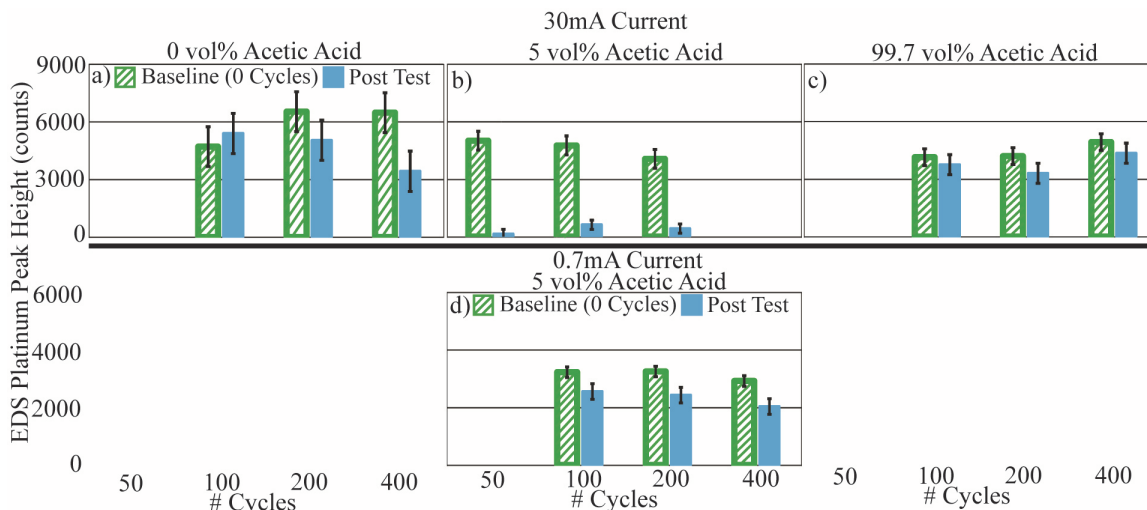 30mA Current
0 vol% Acetic Acid
5 vol% Acetic Acid
99.7 vol% Acetic Acid
EDS Platinum Peak Height (counts)
9000
6000
3000
0
a) Baseline (0 Cycles) Post Test
b)
c)
0.7mA Current
5 vol% Acetic Acid
6000
4000
2000
0
d) Baseline (0 Cycles) Post Test
50 100 200 400
# Cycles
50 100 200 400
# Cycles
50 100 200 400
# Cycles